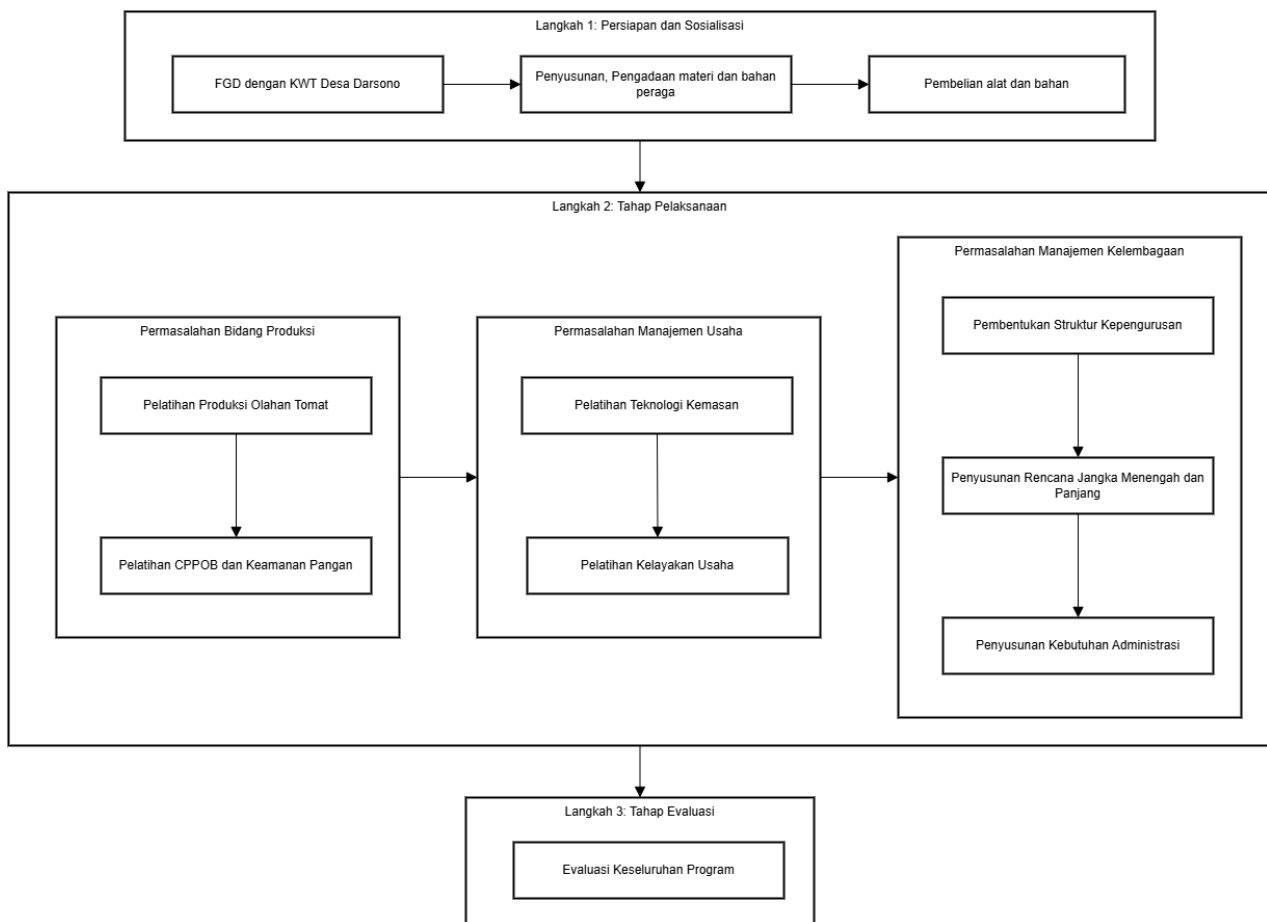 Langkah 1: Persiapan dan Sosialisasi
FGD dengan KWT Desa Darsono
Penyusunan, Pengadaan materi dan bahan
peraga
Pembelian alat dan bahan
Langkah 2: Tahap Pelaksanaan
Permasalahan Bidang Produksi
Pelatihan Produksi Olahan Tomat
Pelatihan CPPOB dan Keamanan Pangan
Permasalahan Manajemen Usaha
Pelatihan Teknologi Kemasan
Pelatihan Kelayakan Usaha
Permasalahan Manajemen Kelembagaan
Pembentukan Struktur Kepengurusan
Penyusunan Rencana Jangka Menengah dan
Panjang
Penyusunan Kebutuhan Administrasi
Langkah 3: Tahap Evaluasi
Evaluasi Keseluruhan Program